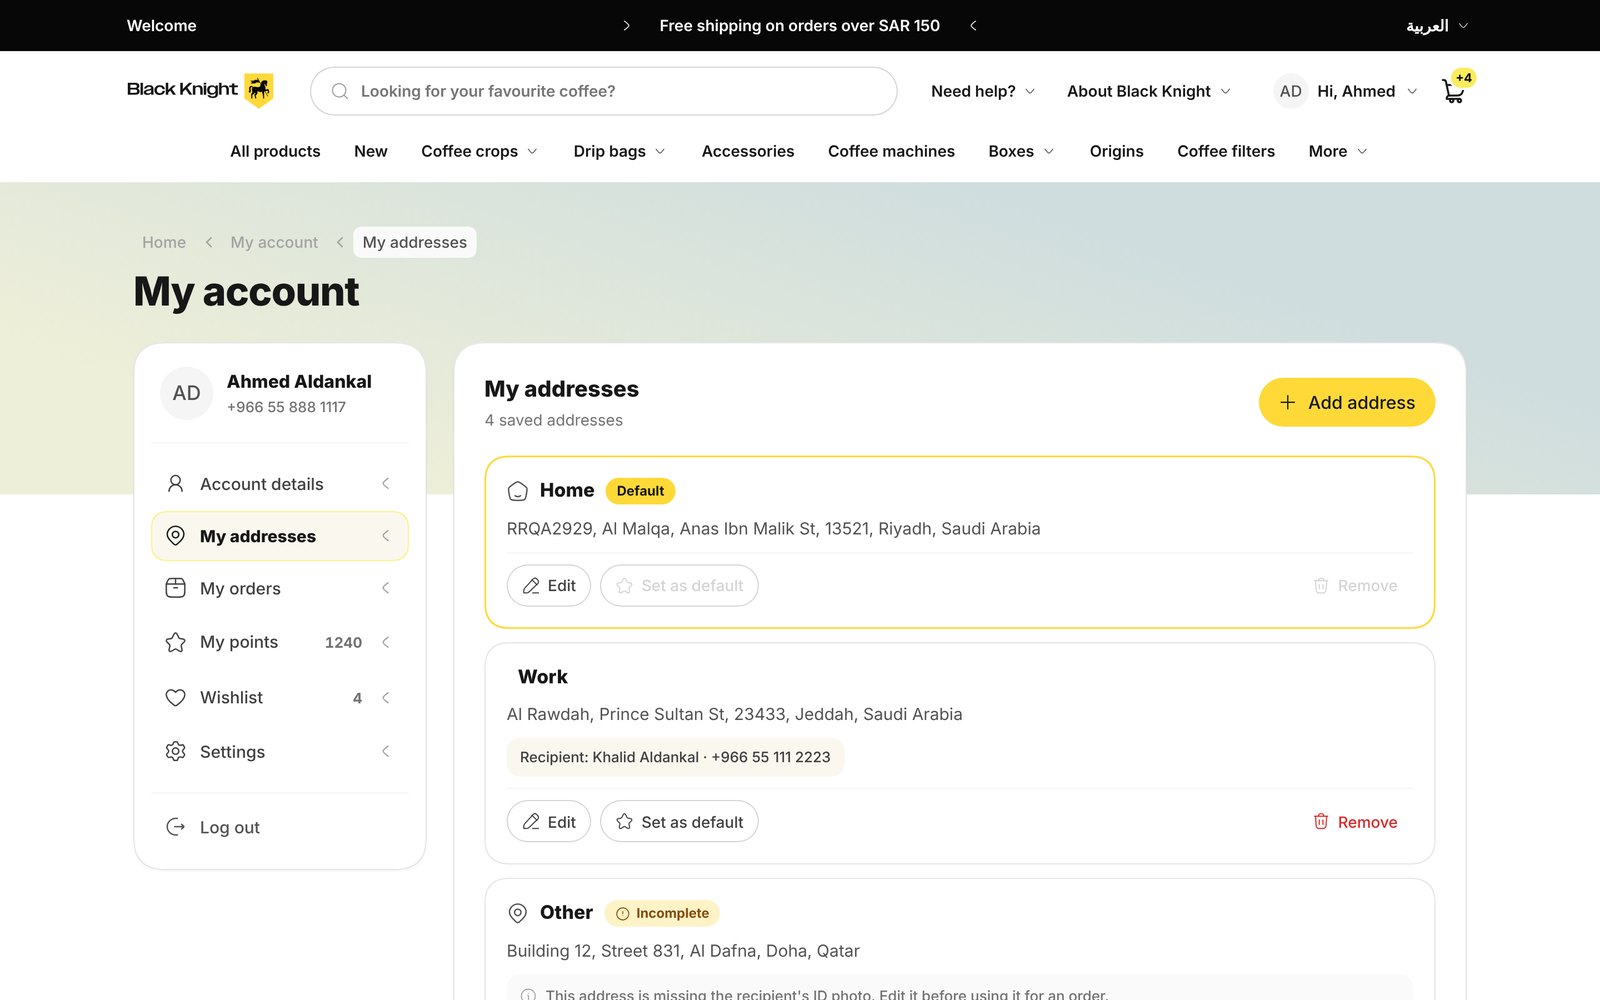 Welcome
Free shipping on orders over SAR 150
العربية
Black Knight
Looking for your favourite coffee?
Need help?
About Black Knight
AD
Hi, Ahmed
+4
All products
New
Coffee crops
Drip bags
Accessories
Coffee machines
Boxes
Origins
Coffee filters
More
Home
My account
My addresses
My account
AD
Ahmed Aldankal
+966 55 888 1117
Account details
My addresses
My orders
My points
1240
Wishlist
4
Settings
Log out
My addresses
4 saved addresses
Add address
Home
Default
RRQA2929, Al Malqa, Anas Ibn Malik St, 13521, Riyadh, Saudi Arabia
Edit
Set as default
Remove
Work
Al Rawdah, Prince Sultan St, 23433, Jeddah, Saudi Arabia
Recipient: Khalid Aldankal · +966 55 111 2223
Edit
Set as default
Remove
Other
Incomplete
Building 12, Street 831, Al Dafna, Doha, Qatar
This address is missing the recipient's ID photo. Edit it before using it for an order.